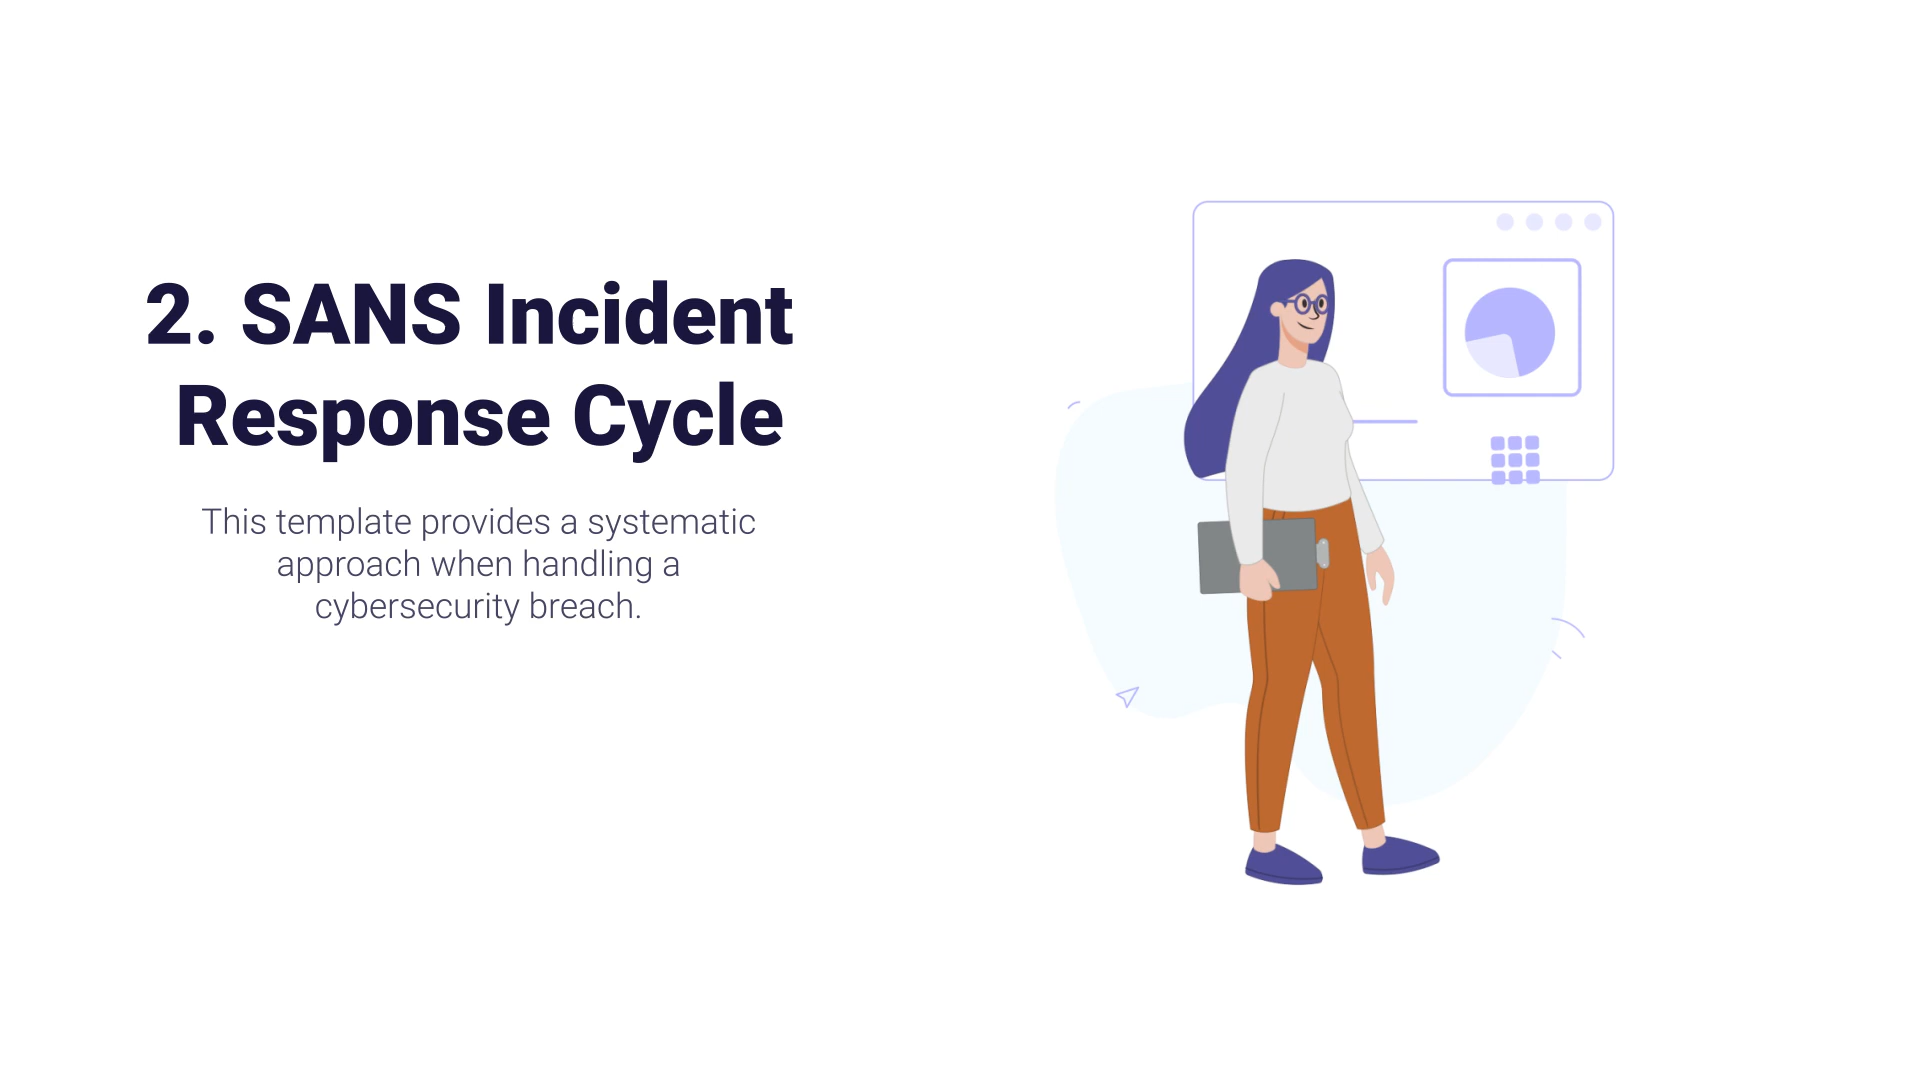 2. SANS Incident
Response Cycle
This template provides a systematic
approach when handling a
cybersecurity breach.